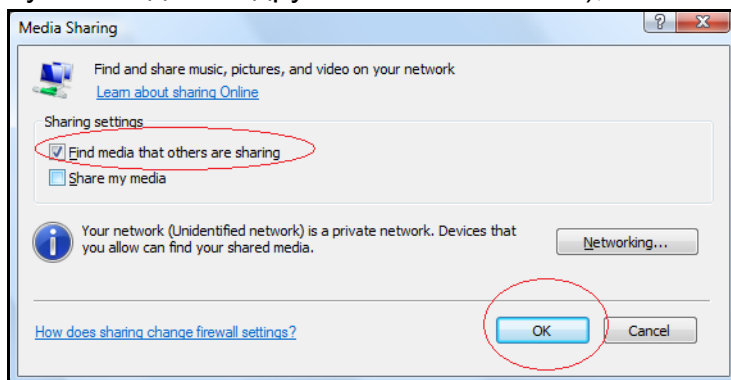 Media Sharing
Find and share music, pictures, and video on your network
Learn about sharing Online
Sharing settings
Find media that others are sharing
Share my media
Your network (Unidentified network) is a private network. Devices that
you allow can find your shared media.
Networking...
How does sharing change firewall settings?
OK
Cancel